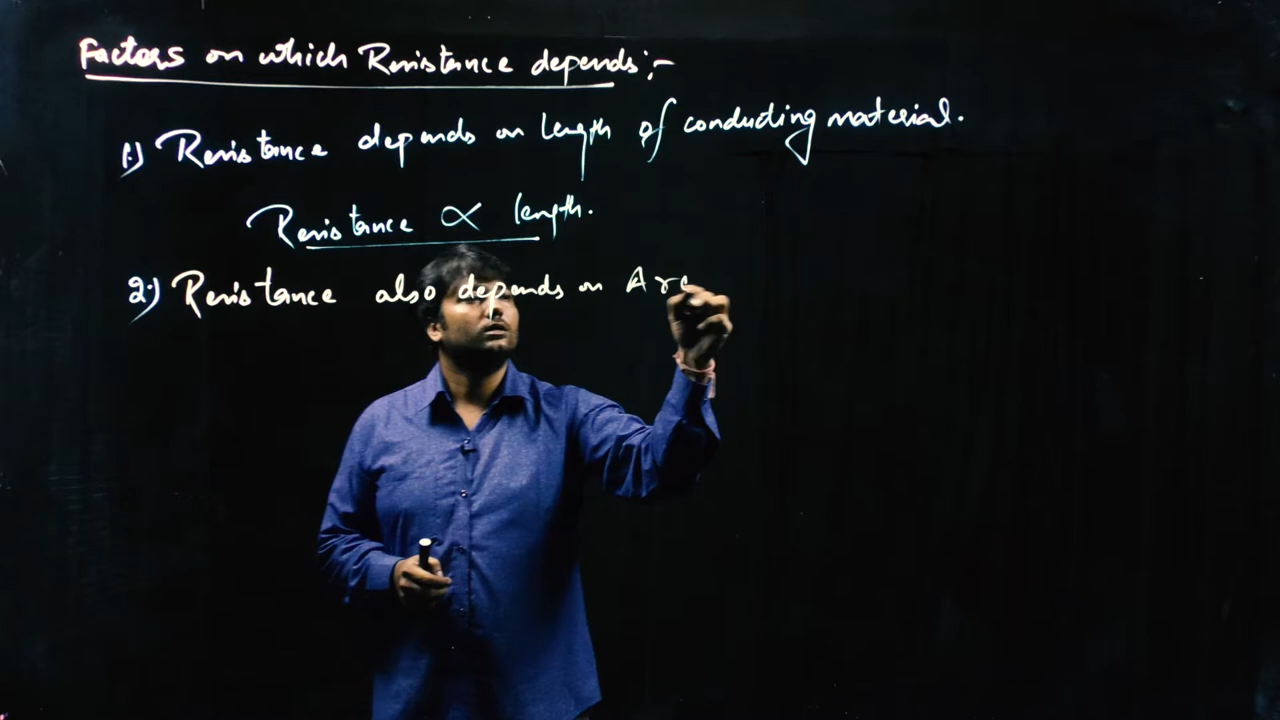 Factors on which Resistance depends :-
1.) Resistance depends on length of conducting material.
Resistance ∝ length.
2.) Resistance also depends on Are